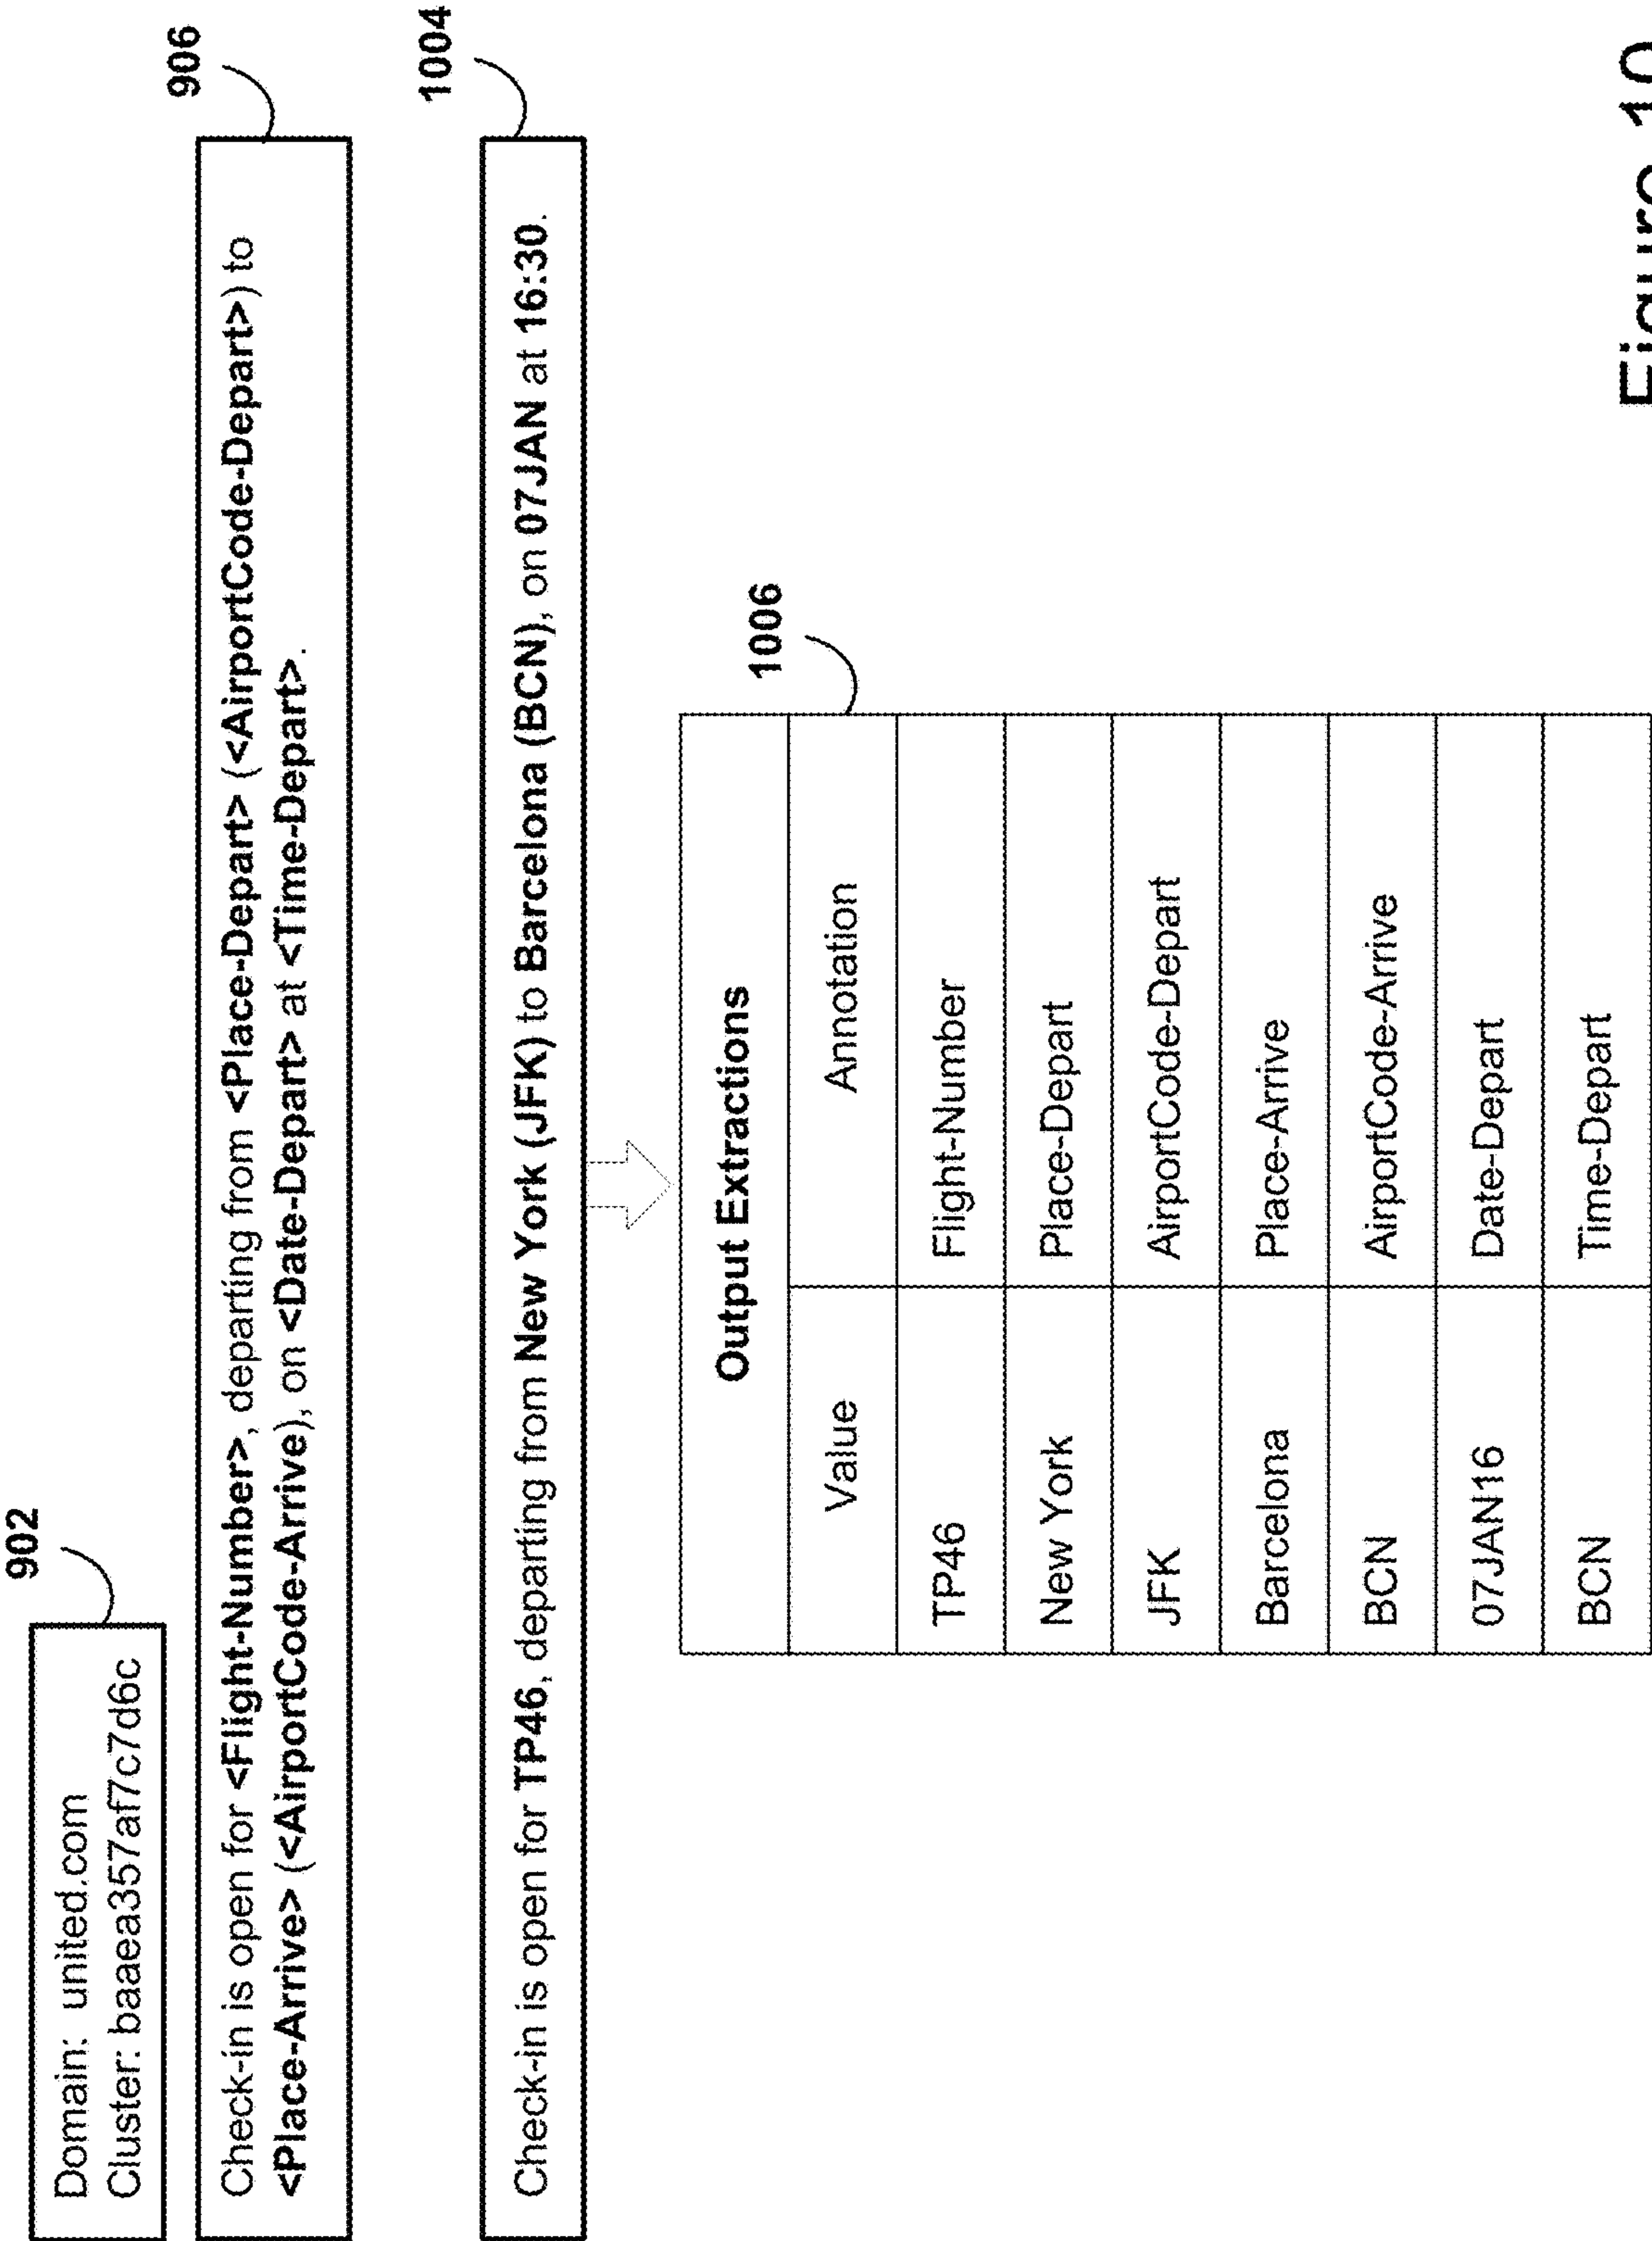 902
Domain: united.com
Cluster: baaea357af7c7d6c
906
Check-in is open for <Flight-Number>, departing from <Place-Depart> (<AirportCode-Depart>) to
<Place-Arrive> (<AirportCode-Arrive), on <Date-Depart> at <Time-Depart>.
1004
Check-in is open for TP46, departing from New York (JFK) to Barcelona (BCN), on 07JAN at 16:30.
1006
Output Extractions
Value Annotation
TP46 Flight-Number
New York Place-Depart
JFK AirportCode-Depart
Barcelona Place-Arrive
BCN AirportCode-Arrive
07JAN16 Date-Depart
BCN Time-Depart
Figure 10